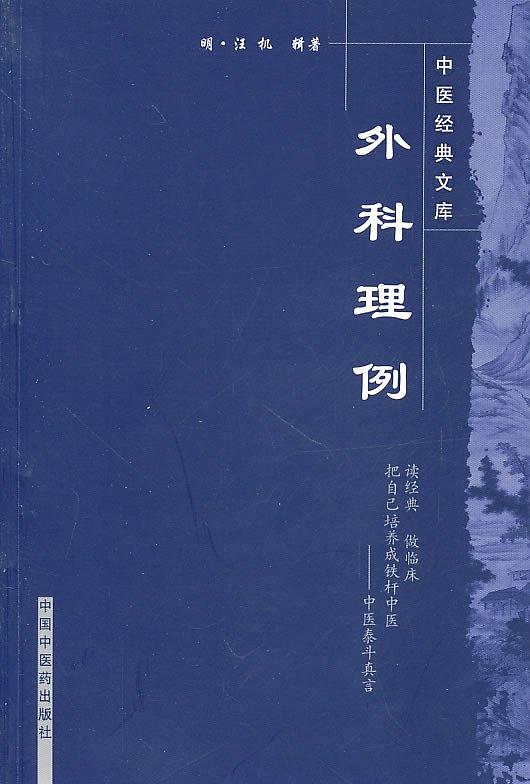 明·汪机 辑著
中医经典文库
外科理例
读经典 做临床
把自己培养成铁杆中医
——中医泰斗真言
中国中医药出版社